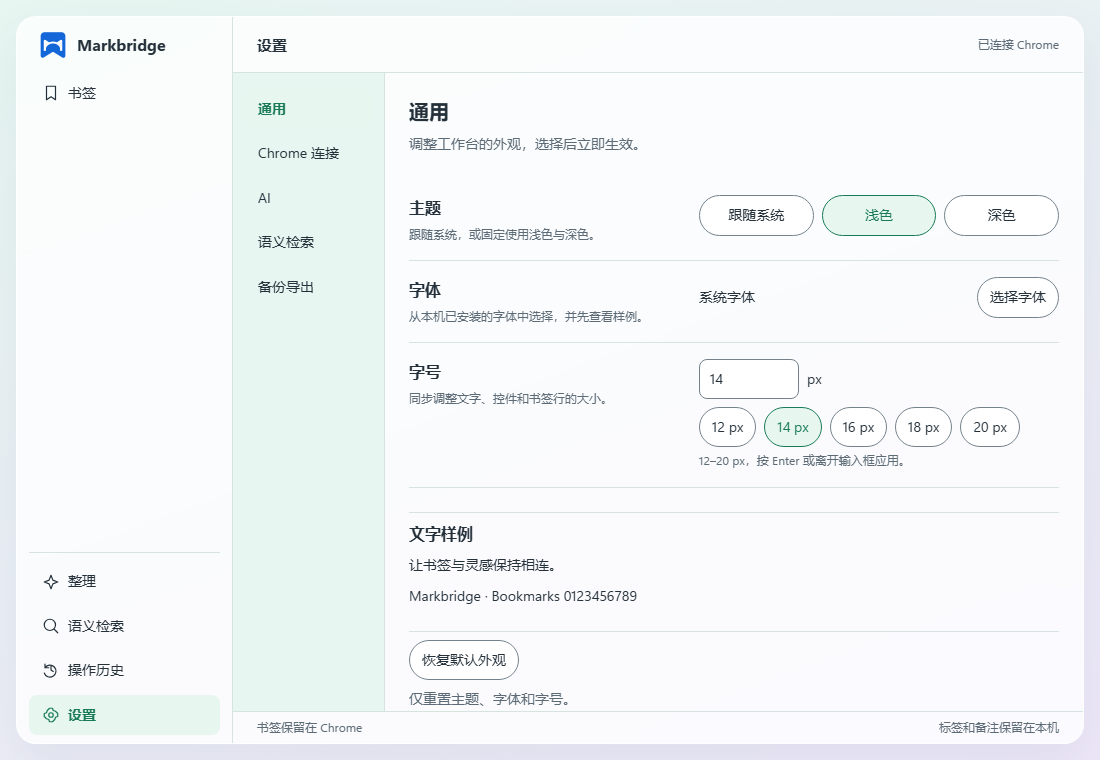 Markbridge
书签
整理
语义检索
操作历史
设置
设置
已连接 Chrome
通用
Chrome 连接
AI
语义检索
备份导出
通用
调整工作台的外观，选择后立即生效。
主题
跟随系统，或固定使用浅色与深色。
跟随系统
浅色
深色
字体
从本机已安装的字体中选择，并先查看样例。
系统字体
选择字体
字号
同步调整文字、控件和书签行的大小。
14 px
12 px
14 px
16 px
18 px
20 px
12–20 px，按 Enter 或离开输入框应用。
文字样例
让书签与灵感保持相连。
Markbridge · Bookmarks 0123456789
恢复默认外观
仅重置主题、字体和字号。
书签保留在 Chrome
标签和备注保留在本机